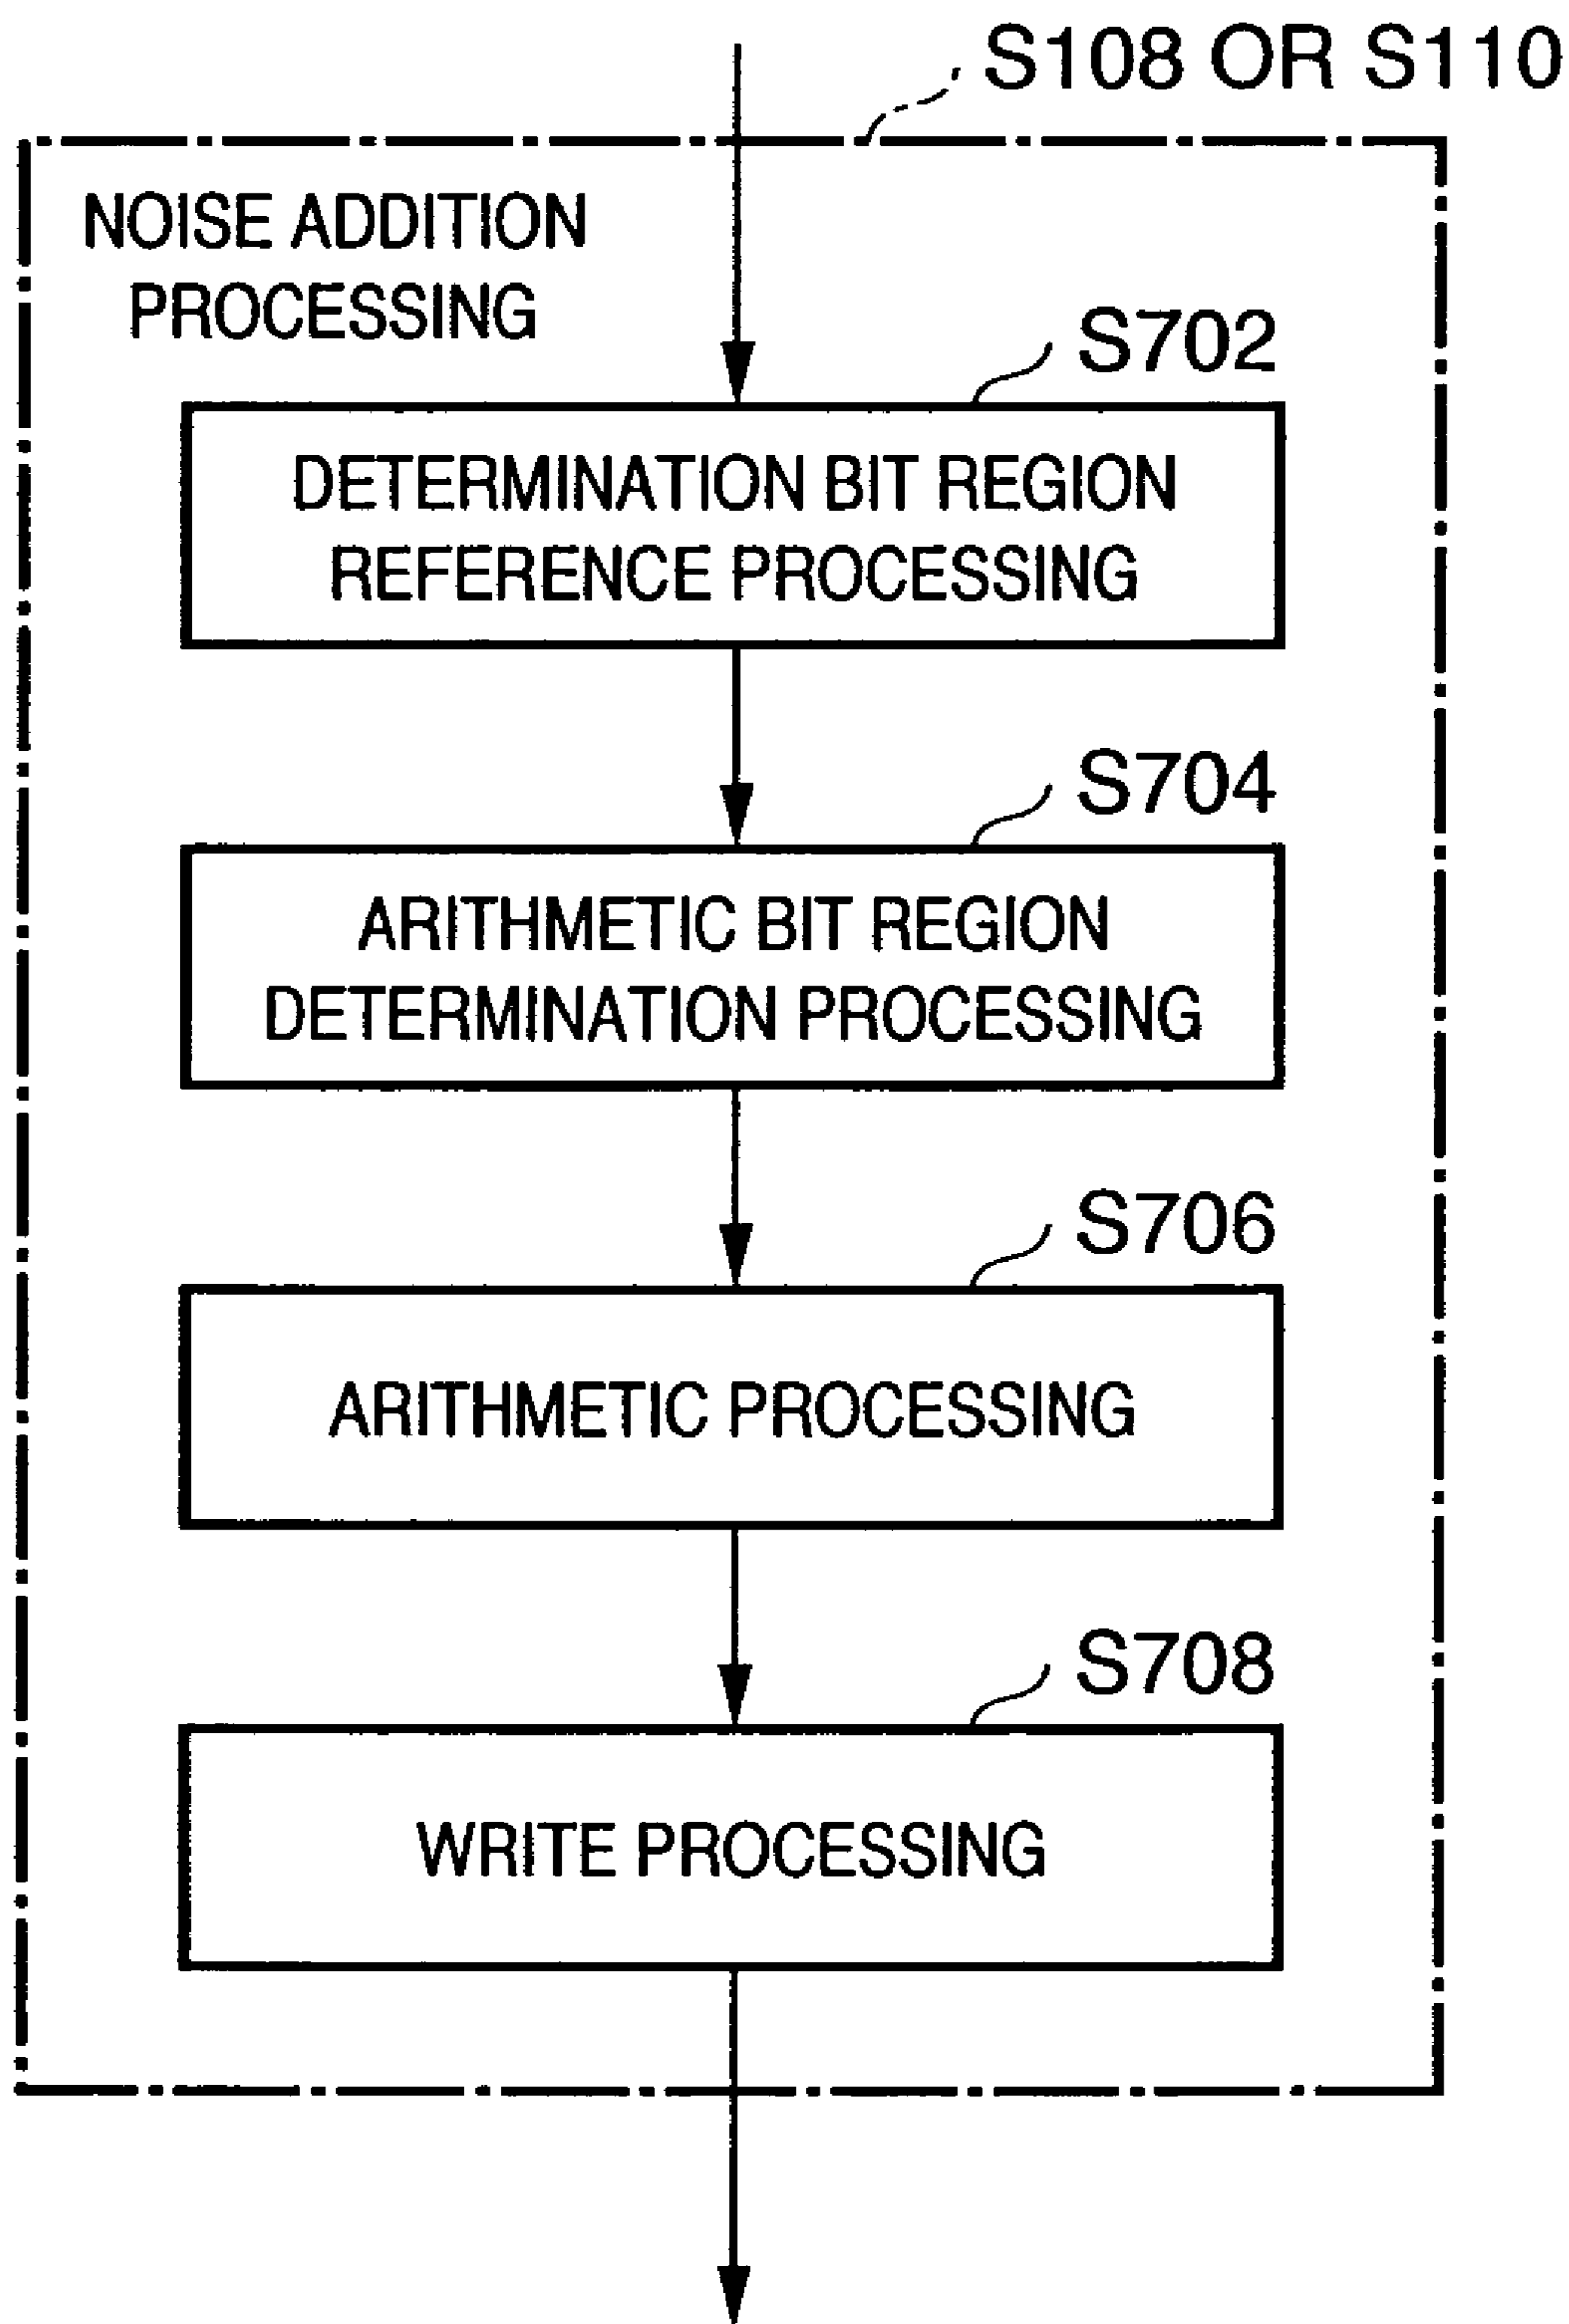 S108 OR S110
NOISE ADDITION
PROCESSING
S702
DETERMINATION BIT REGION
REFERENCE PROCESSING
S704
ARITHMETIC BIT REGION
DETERMINATION PROCESSING
S706
ARITHMETIC PROCESSING
S708
WRITE PROCESSING